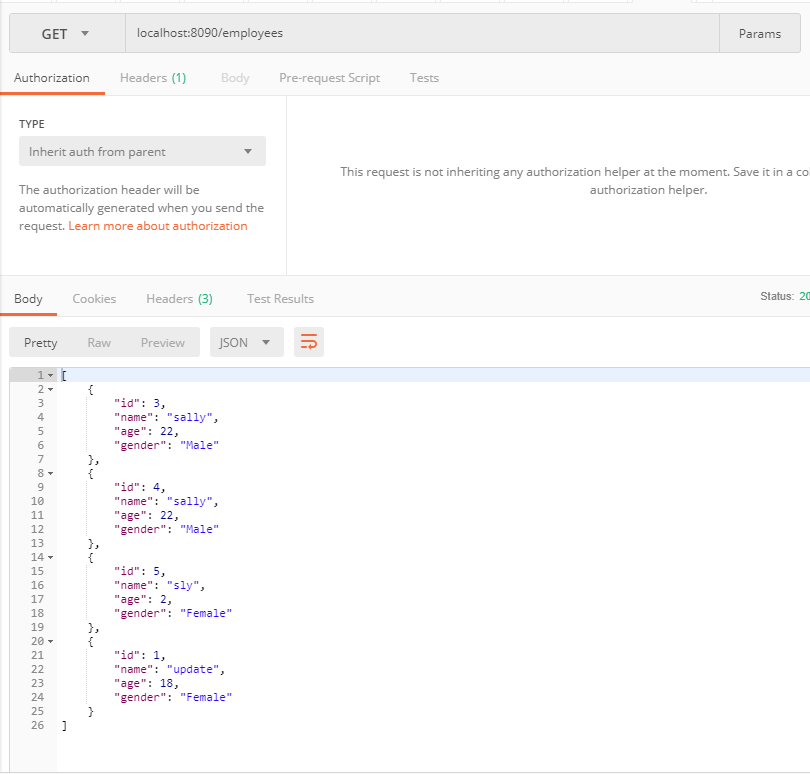 GET localhost:8090/employees Params
Authorization Headers (1) Body Pre-request Script Tests
TYPE
Inherit auth from parent
The authorization header will be
automatically generated when you send the
request. Learn more about authorization
This request is not inheriting any authorization helper at the moment. Save it in a co
authorization helper.
Body Cookies Headers (3) Test Results Status: 20
Pretty Raw Preview JSON
1 [
2 {
3 "id": 3,
4 "name": "sally",
5 "age": 22,
6 "gender": "Male"
7 },
8 {
9 "id": 4,
10 "name": "sally",
11 "age": 22,
12 "gender": "Male"
13 },
14 {
15 "id": 5,
16 "name": "sly",
17 "age": 2,
18 "gender": "Female"
19 },
20 {
21 "id": 1,
22 "name": "update",
23 "age": 18,
24 "gender": "Female"
25 }
26 ]